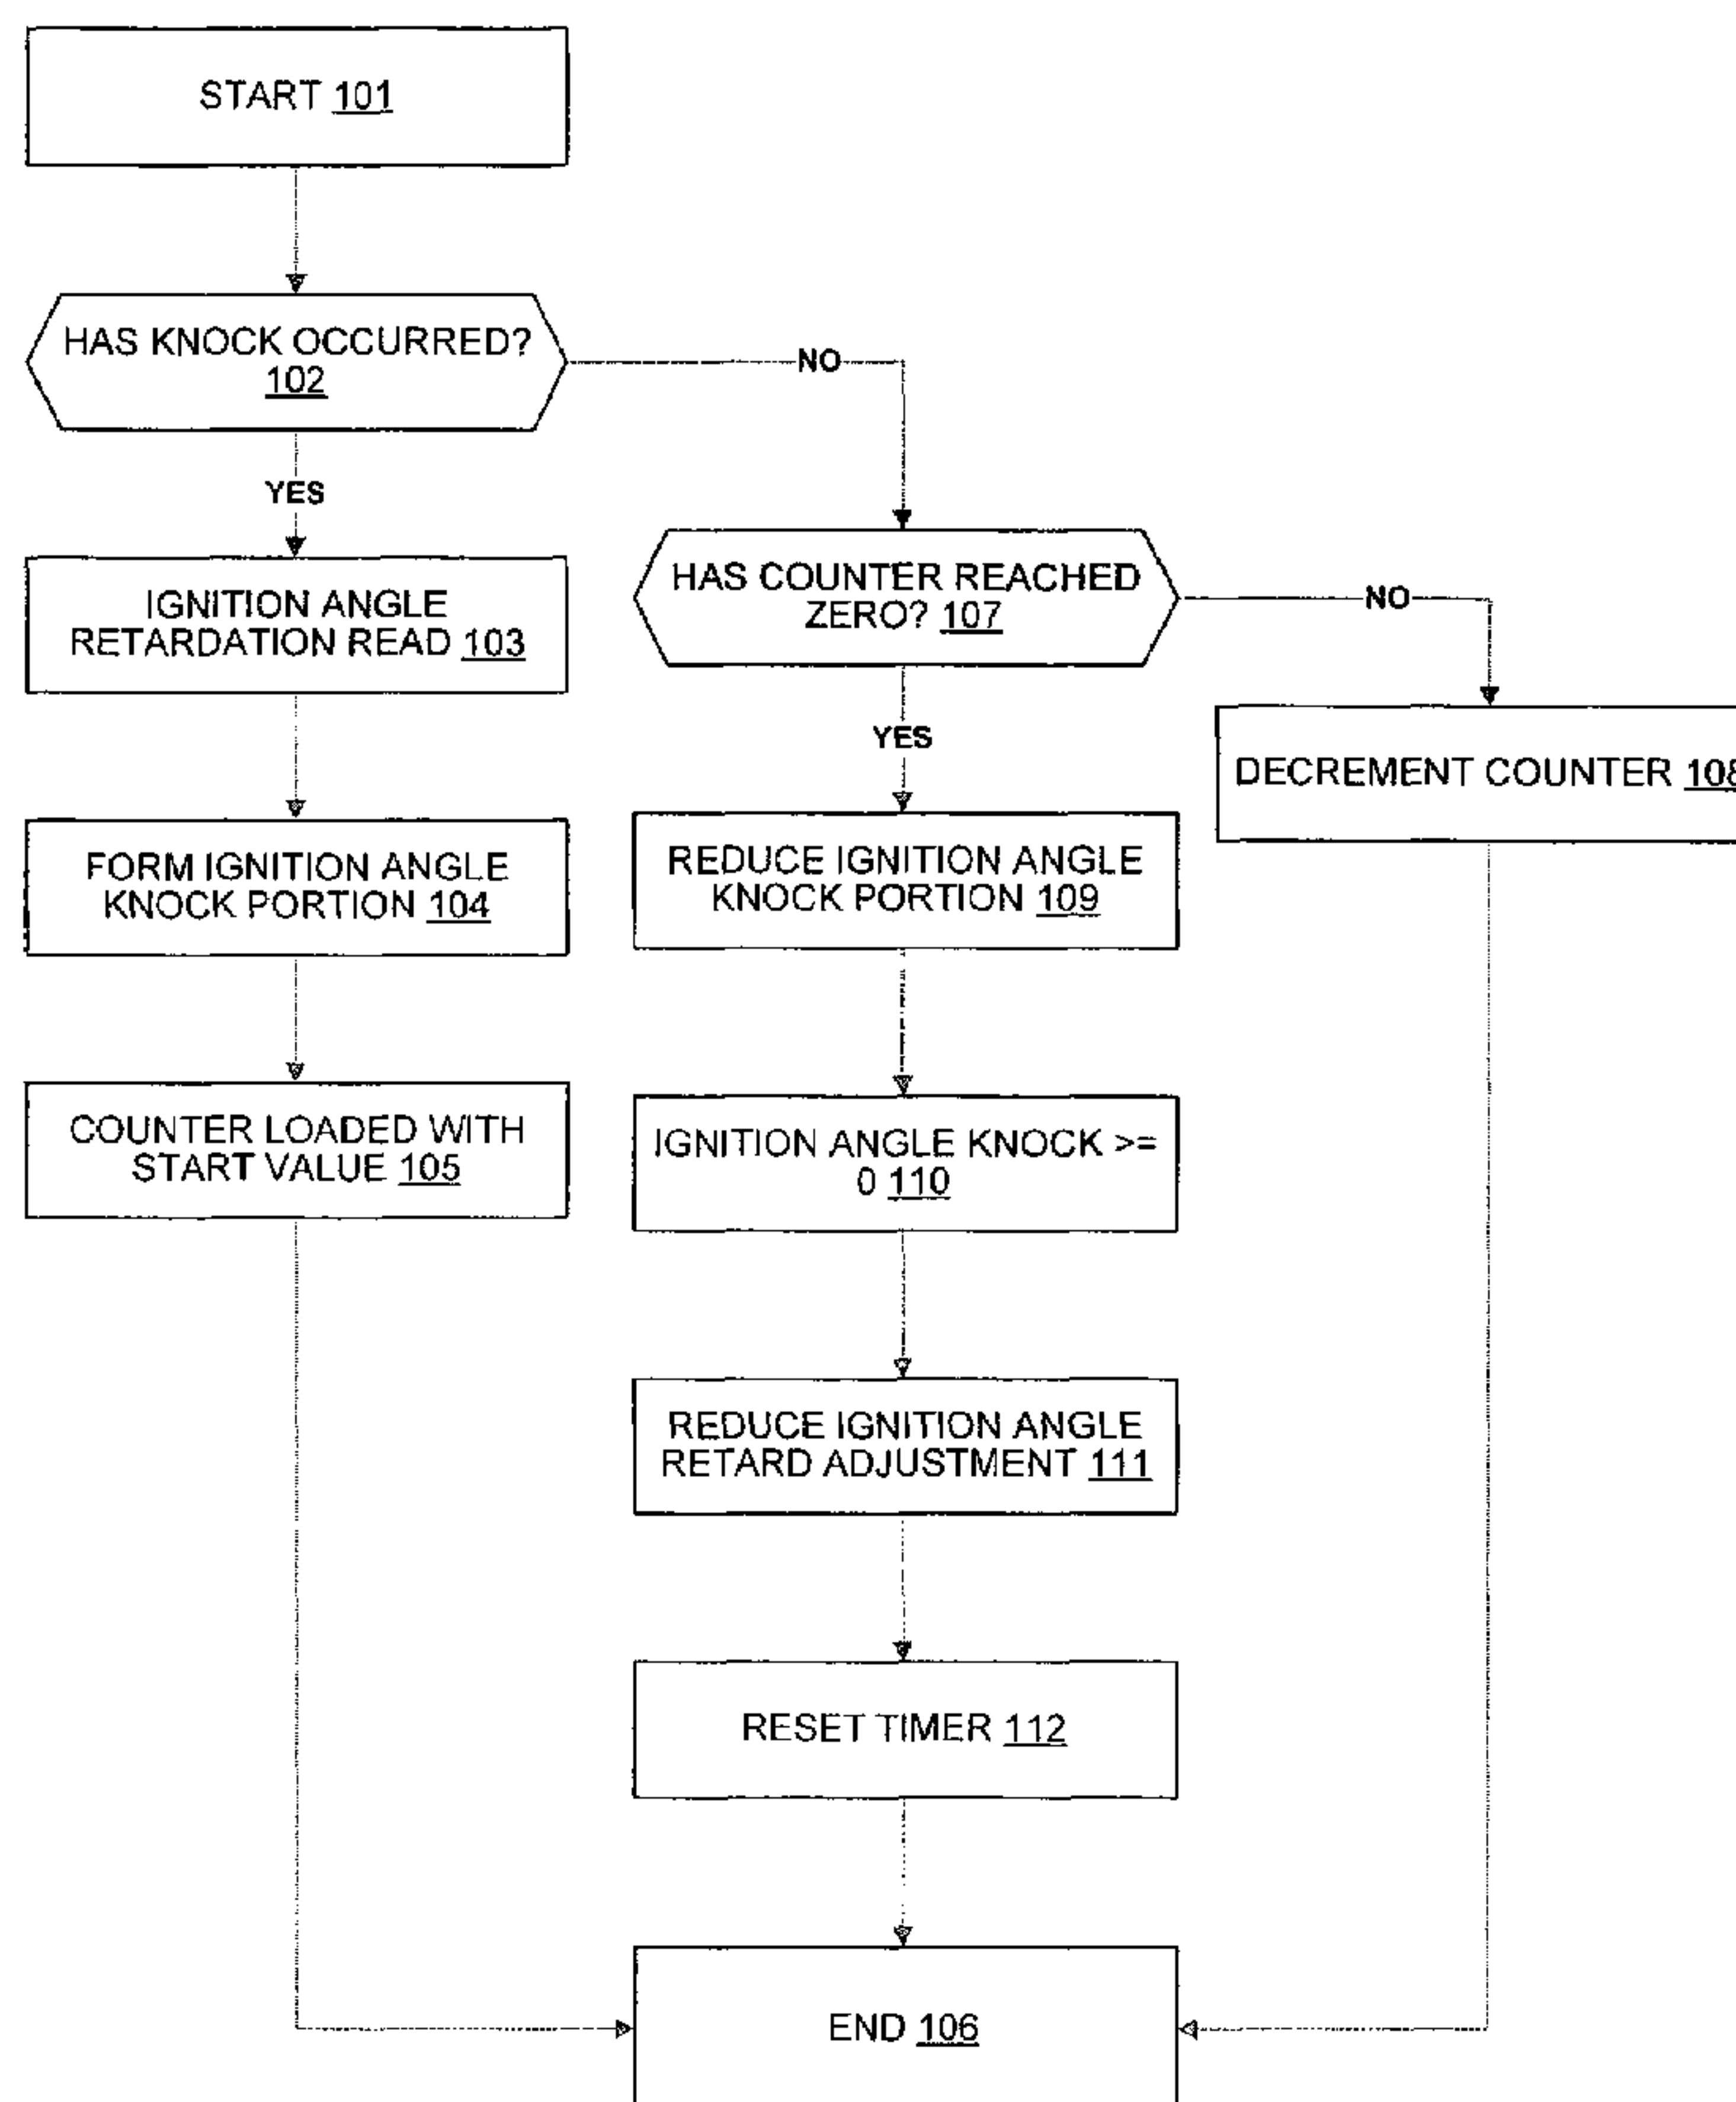 START 101
HAS KNOCK OCCURRED?
102
NO
YES
IGNITION ANGLE
RETARDATION READ 103
HAS COUNTER REACHED
ZERO? 107
NO
YES
DECREMENT COUNTER 108
FORM IGNITION ANGLE
KNOCK PORTION 104
REDUCE IGNITION ANGLE
KNOCK PORTION 109
COUNTER LOADED WITH
START VALUE 105
IGNITION ANGLE KNOCK >=
0 110
REDUCE IGNITION ANGLE
RETARD ADJUSTMENT 111
RESET TIMER 112
END 106